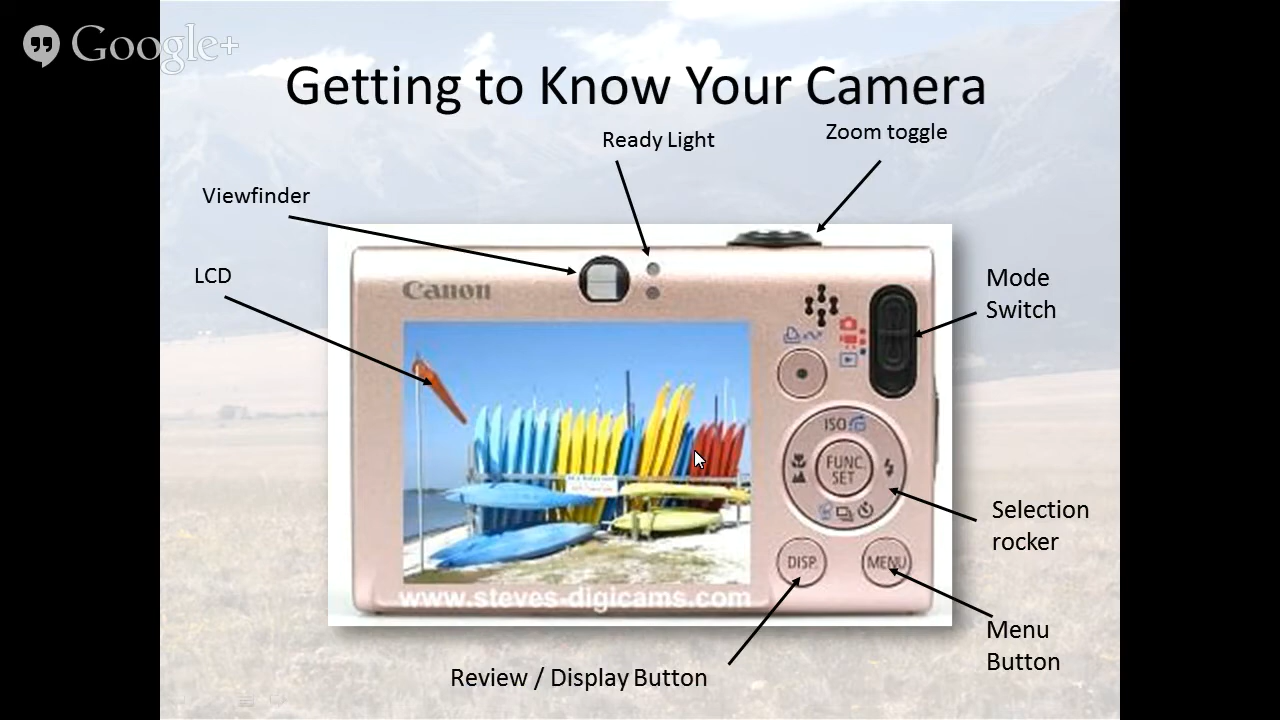 Google+
Getting to Know Your Camera
Ready Light
Zoom toggle
Viewfinder
LCD
Mode
Switch
Canon
ISO
FUNC.
SET
Selection
rocker
DISP.
MENU
www.steves-digicams.com
Menu
Button
Review / Display Button